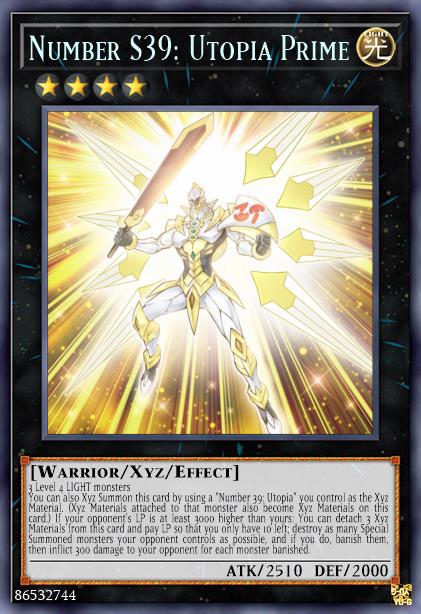 Number S39: Utopia Prime
LIGHT
光
39
[Warrior/Xyz/Effect]
3 Level 4 LIGHT monsters
You can also Xyz Summon this card by using a "Number 39: Utopia" you control as the Xyz
Material. (Xyz Materials attached to that monster also become Xyz Materials on this
card.) If your opponent's LP is at least 3000 higher than yours: You can detach 3 Xyz
Materials from this card and pay LP so that you only have 10 left; destroy as many Special
Summoned monsters your opponent controls as possible, and if you do, banish them,
then inflict 300 damage to your opponent for each monster banished.
ATK/2510 DEF/2000
86532744